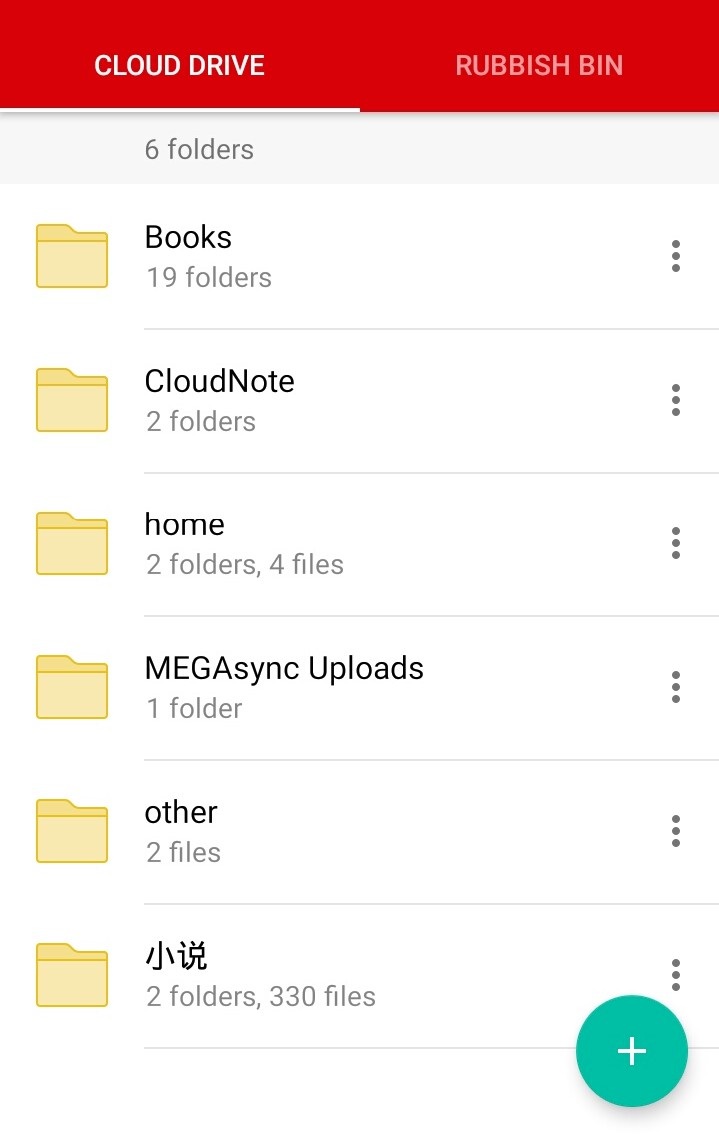 CLOUD DRIVE RUBBISH BIN
6 folders
Books
19 folders
CloudNote
2 folders
home
2 folders, 4 files
MEGAsync Uploads
1 folder
other
2 files
小说
2 folders, 330 files